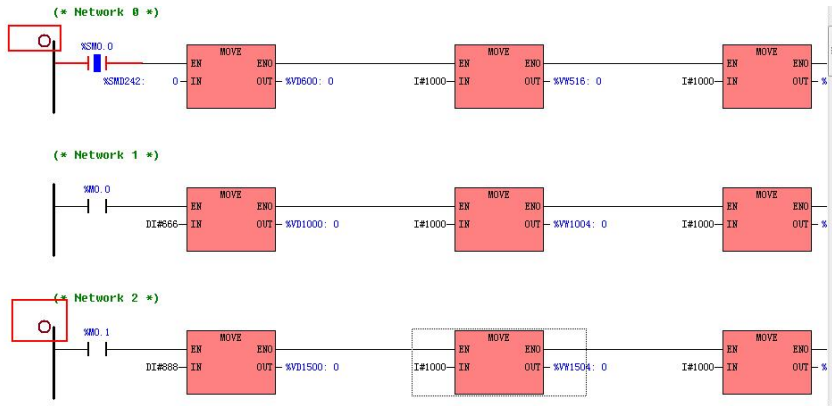 (* Network 0 *)
%SM0.0
MOVE MOVE MOVE
EN ENO EN ENO EN ENO
%SMD242: 0 IN OUT %VD600: 0 I#1000 IN OUT %VW516: 0 I#1000 IN OUT %
(* Network 1 *)
%M0.0
MOVE MOVE MOVE
EN ENO EN ENO EN ENO
DI#666 IN OUT %VD1000: 0 I#1000 IN OUT %VW1004: 0 I#1000 IN OUT %
(* Network 2 *)
%M0.1
MOVE MOVE MOVE
EN ENO EN ENO EN ENO
DI#888 IN OUT %VD1500: 0 I#1000 IN OUT %VW1504: 0 I#1000 IN OUT %